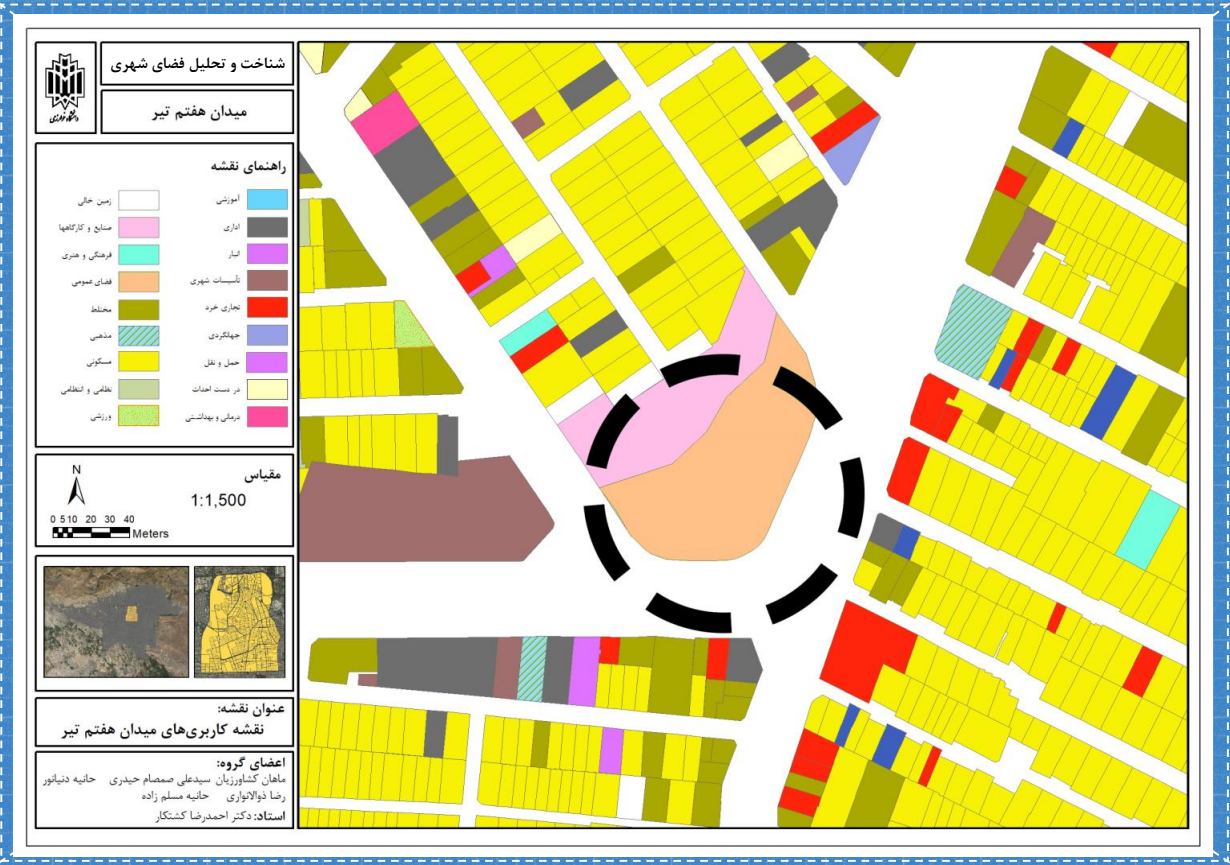 شناخت و تحلیل فضای شهری
میدان هفتم تیر
راهنمای نقشه
آموزشی
اداری
انبار
تأسیسات شهری
تجاری خرد
جهانگردی
حمل و نقل
در دست احداث
درمانی و بهداشتی
زمین خالی
صنایع و کارگاهها
فرهنگی و هنری
فضای عمومی
مختلط
مذهبی
مسکونی
نظامی و انتظامی
ورزشی
مقیاس
N
1:1,500
0 5 10 20 30 40
Meters
عنوان نقشه:
نقشه کاربری‌های میدان هفتم تیر
اعضای گروه:
ماهان کشاورزیان سیدعلی صمصام حیدری حانیه دنیانور
رضا ذوالانواری حانیه مسلم زاده
استاد: دکتر احمدرضا کشتکار